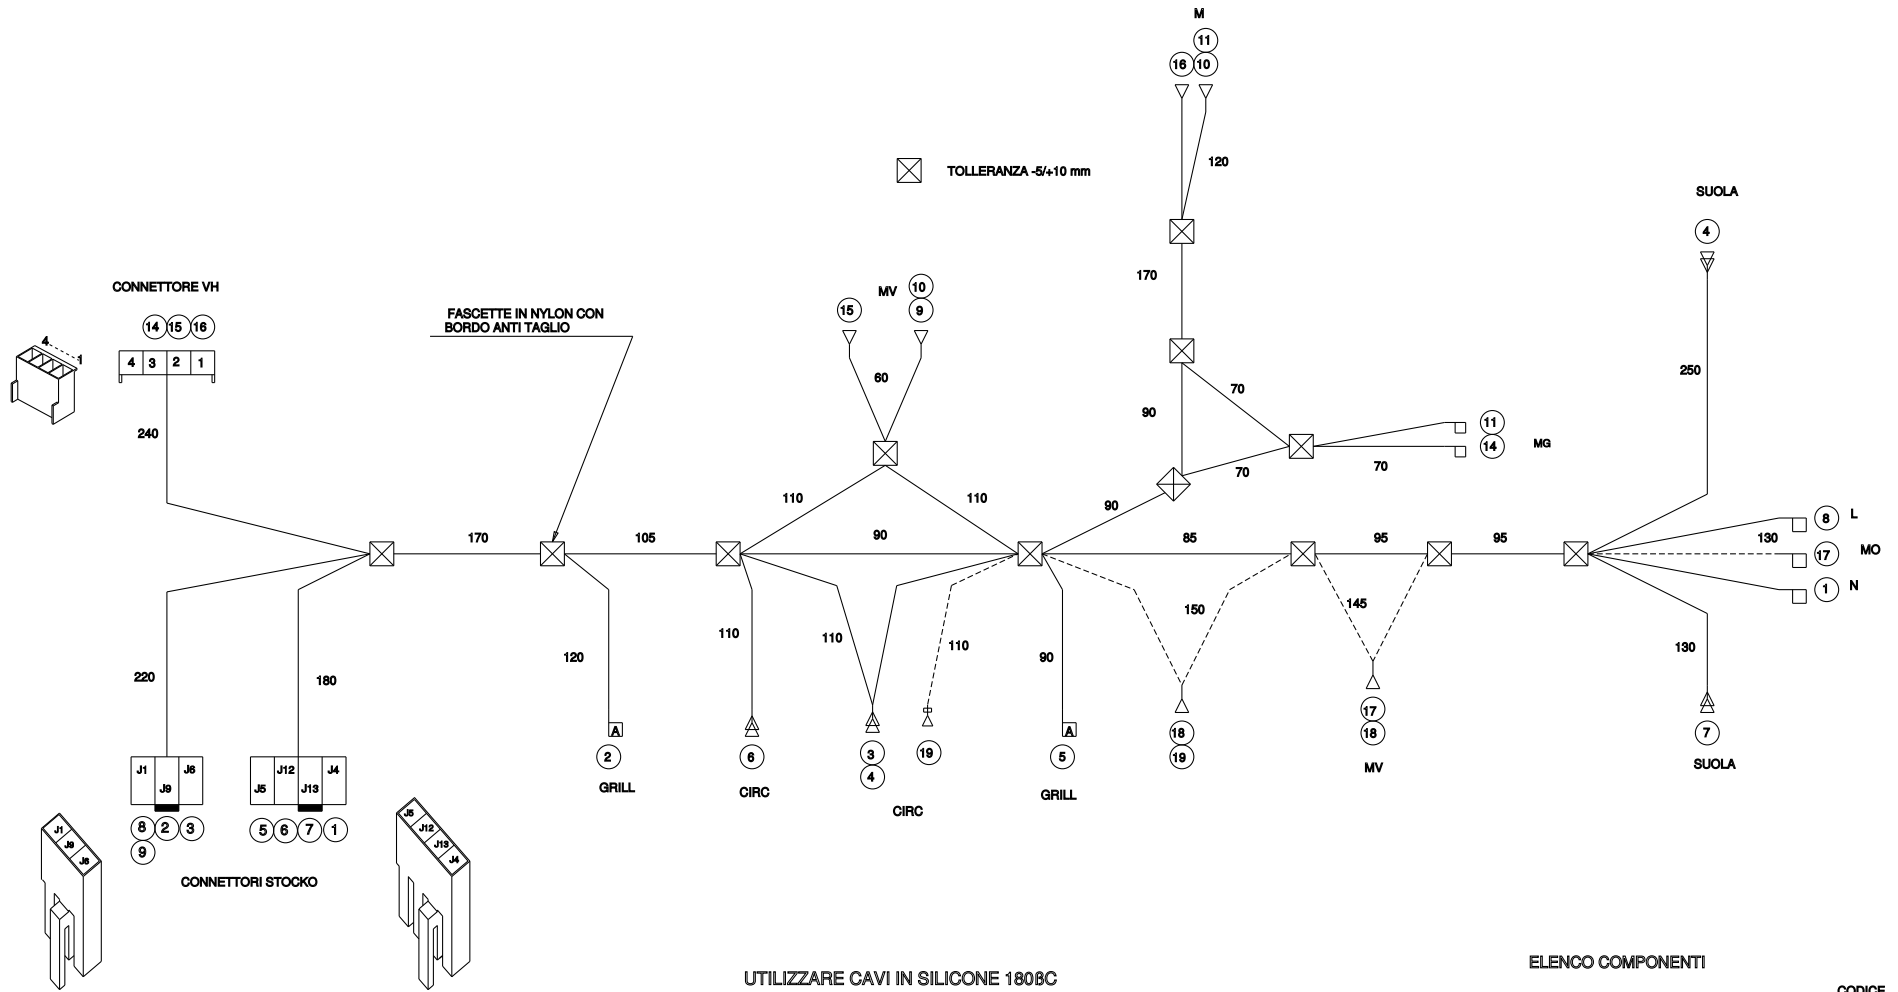 M
11
16 10
120
TOLLERANZA -5/+10 mm
SUOLA
4
170
CONNETTORE VH
14 15 16
4 3 2 1
4 1
FASCETTE IN NYLON CON
BORDO ANTI TAGLIO
MV
10
15 9
60
250
70
90
11
14
MG
70
70
240
110
110
90
8 L
170
105
90
85
95
95
130
17 MO
1 N
150
145
110
110
110
220
180
120
90
130
17
18
19
18
MV
7
SUOLA
A
2
GRILL
6
CIRC
3
4
19
CIRC
A
5
GRILL
J1 J6
J9
J12 J4
J5 J13
8 2 3
9
5 6 7 1
CONNETTORI STOCKO
J1
J9
J6
J5
J12
J13
J4
UTILIZZARE CAVI IN SILICONE 180ßC
ELENCO COMPONENTI
CODICE